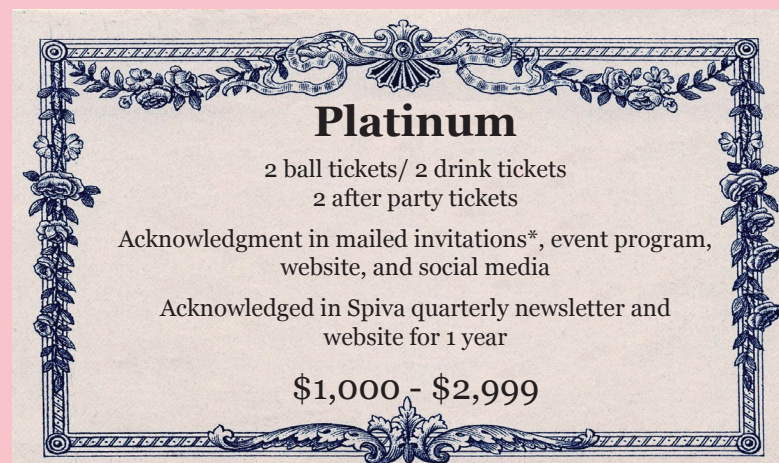 Platinum
2 ball tickets/ 2 drink tickets
2 after party tickets
Acknowledgment in mailed invitations*, event program,
website, and social media
Acknowledged in Spiva quarterly newsletter and
website for 1 year
$1,000 - $2,999